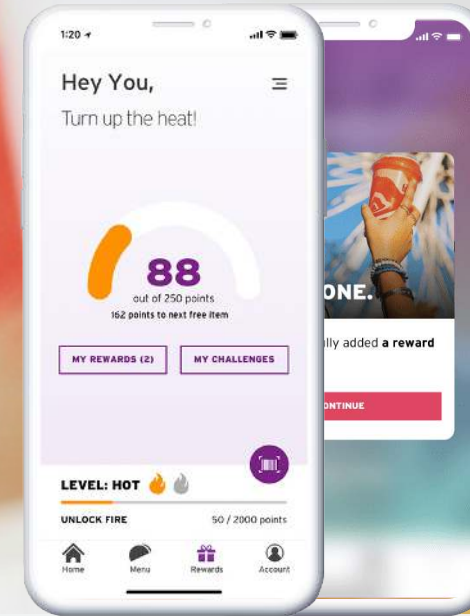 1:20
Hey You,
Turn up the heat!
88
out of 250 points
162 points to next free item
MY REWARDS (2)
MY CHALLENGES
LEVEL: HOT
UNLOCK FIRE
50 / 2000 points
Home
Menu
Rewards
Account
ONE.
lly added a reward
ONTINUE